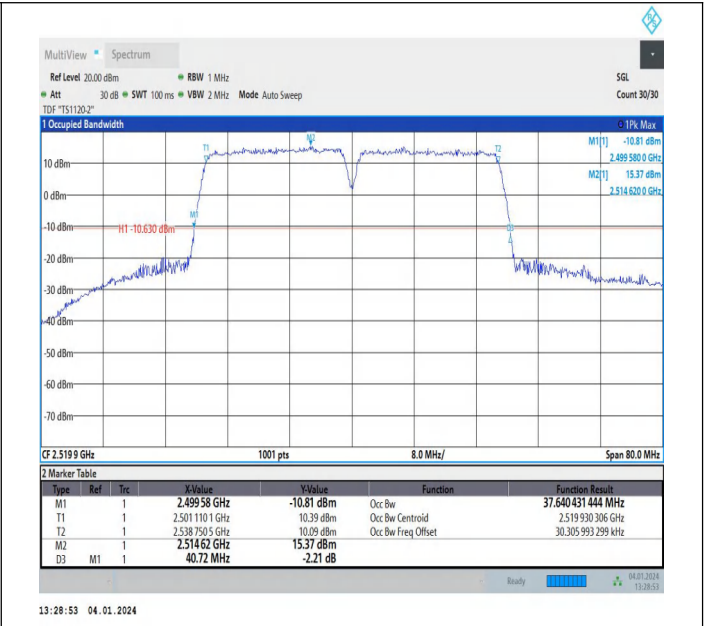 R S
MultiView Spectrum
Ref Level 20.00 dBm RBW 1 MHz SGL
Att 30 dB SWT 100 ms VBW 2 MHz Mode Auto Sweep Count 30/30
TDF "TS1120-2"
1 Occupied Bandwidth 1Pk Max
M1[1] -10.81 dBm
2.499 580 0 GHz
M2[1] 15.37 dBm
2.514 620 0 GHz
T1 M2 T2
10 dBm
0 dBm
M1
-10 dBm H1 -10.630 dBm D3
-20 dBm
-30 dBm
-40 dBm
-50 dBm
-60 dBm
-70 dBm
CF 2.519 9 GHz 1001 pts 8.0 MHz/ Span 80.0 MHz
2 Marker Table
Type Ref Trc X-Value Y-Value Function Function Result
M1 1 2.499 58 GHz -10.81 dBm Occ Bw 37.640 431 444 MHz
T1 1 2.501 110 1 GHz 10.39 dBm Occ Bw Centroid 2.519 930 306 GHz
T2 1 2.538 750 5 GHz 10.09 dBm Occ Bw Freq Offset 30.305 993 299 kHz
M2 1 2.514 62 GHz 15.37 dBm
D3 M1 1 40.72 MHz -2.21 dB
Ready 04.01.2024
13:28:53
13:28:53 04.01.2024